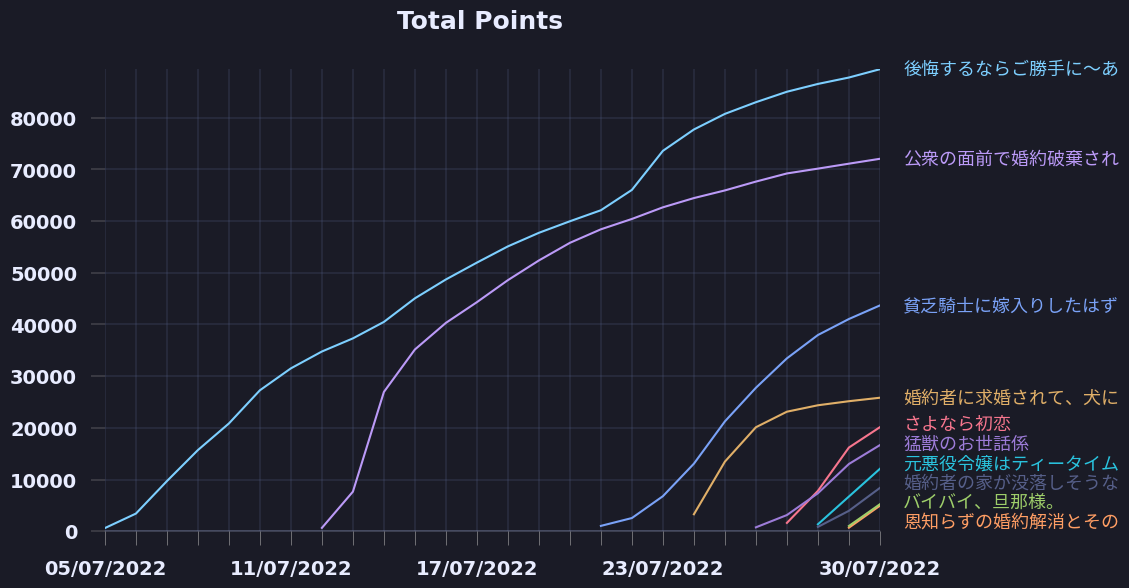 Total Points
後悔するならご勝手に～あ
80000
公衆の面前で婚約破棄され
70000
60000
50000
貧乏騎士に嫁入りしたはず
40000
30000
婚約者に求婚されて、犬に
さよなら初恋
20000
猛獣のお世話係
元悪役令嬢はティータイム
10000
婚約者の家が没落しそうな
バイバイ、旦那様。
恩知らずの婚約解消とその
0
05/07/2022 11/07/2022 17/07/2022 23/07/2022 30/07/2022